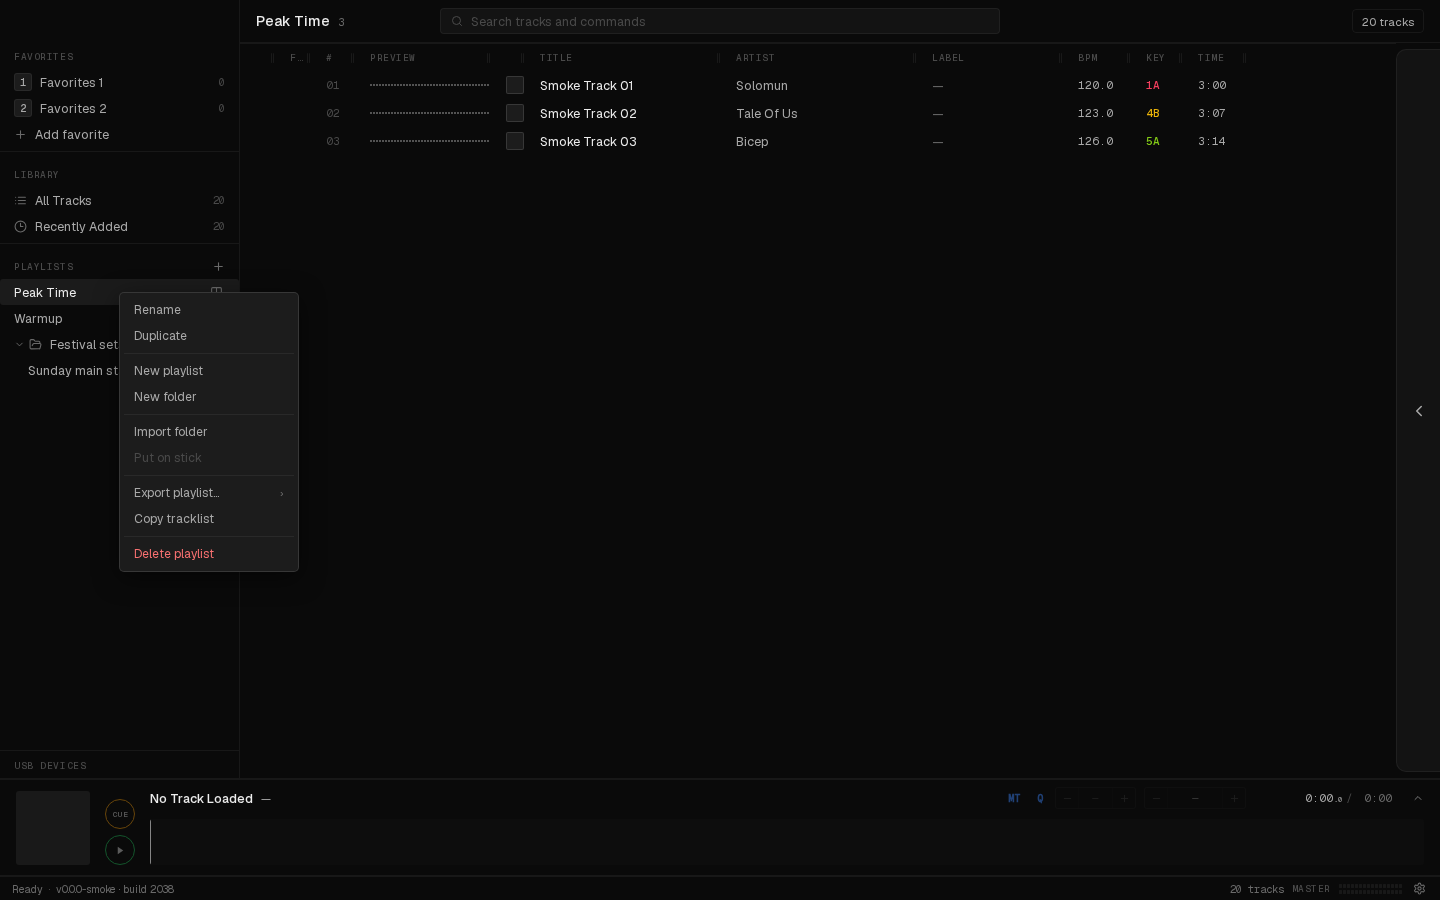 Peak Time 3
Search tracks and commands
20 tracks
FAVORITES
1 Favorites 1 0
2 Favorites 2 0
Add favorite
LIBRARY
All Tracks 20
Recently Added 20
PLAYLISTS
Peak Time
Warmup
Festival set
Sunday main st
Rename
Duplicate
New playlist
New folder
Import folder
Put on stick
Export playlist…
Copy tracklist
Delete playlist
F… # PREVIEW TITLE ARTIST LABEL BPM KEY TIME
01 Smoke Track 01 Solomun — 120.0 1A 3:00
02 Smoke Track 02 Tale Of Us — 123.0 4B 3:07
03 Smoke Track 03 Bicep — 126.0 5A 3:14
USB DEVICES
CUE
No Track Loaded —
MT Q − − + − − + 0:00.0 / 0:00
Ready · v0.0.0-smoke · build 2038
20 tracks MASTER